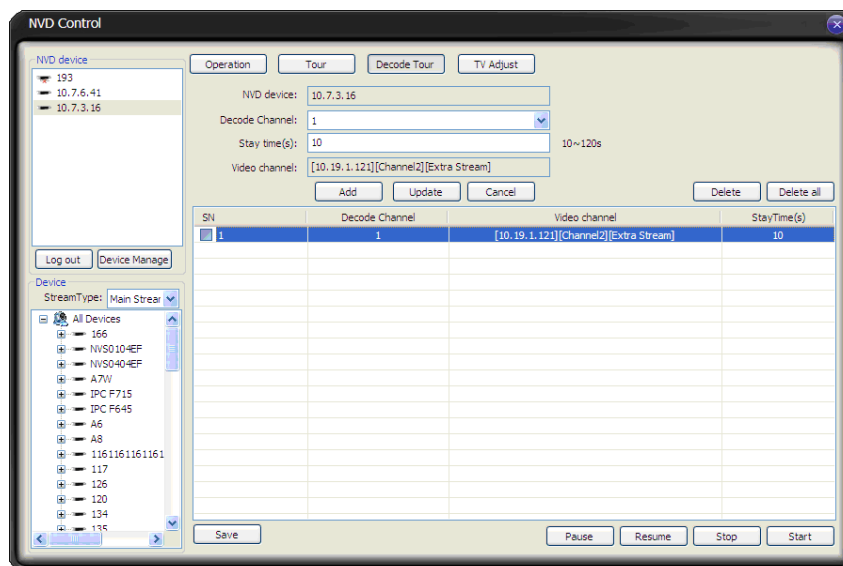 NVD Control
NVD device
193
10.7.6.41
10.7.3.16
Log out Device Manage
Device
StreamType: Main Strear
All Devices
166
NVS0104EF
NVS0404EF
A7W
IPC F715
IPC F645
A6
A8
1161161161161
117
126
120
134
135
Operation Tour Decode Tour TV Adjust
NVD device: 10.7.3.16
Decode Channel: 1
Stay time(s): 10 10~120s
Video channel: [10.19.1.121][Channel2][Extra Stream]
Add Update Cancel Delete Delete all
SN Decode Channel Video channel StayTime(s)
1 1 [10.19.1.121][Channel2][Extra Stream] 10
Save Pause Resume Stop Start